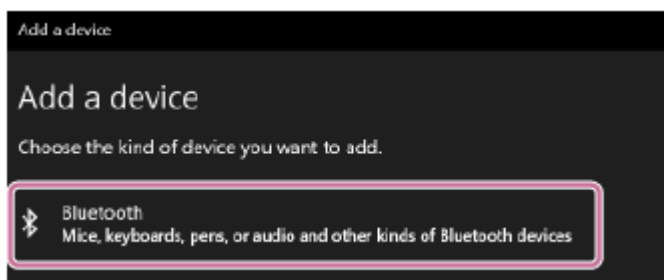 Add a device
Add a device
Choose the kind of device you want to add.
Bluetooth
Mice, keyboards, pens, or audio and other kinds of Bluetooth devices